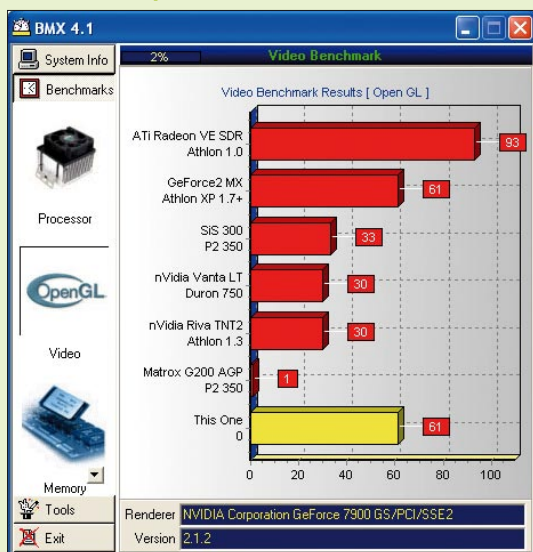 BMX 4.1
System Info
2%
Video Benchmark
Benchmarks
Video Benchmark Results [ Open GL ]
ATi Radeon VE SDR
Athlon 1.0
93
GeForce2 MX
Athlon XP 1.7+
61
Processor
SiS 300
P2 350
33
OpenGL
nVidia Vanta LT
Duron 750
30
nVidia Riva TNT2
Athlon 1.3
30
Video
Matrox G200 AGP
P2 350
1
This One
0
61
0 20 40 60 80 100
Memory
Tools
Renderer NVIDIA Corporation GeForce 7900 GS/PCI/SSE2
Exit
Version 2.1.2